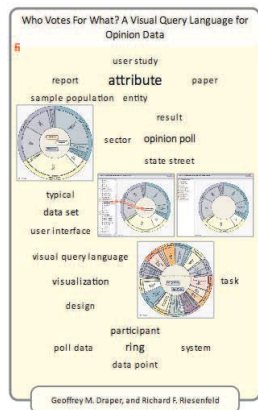 Who Votes For What? A Visual Query Language for
Opinion Data
user study
report attribute paper
sample population entity
result
sector opinion poll
state street
typical
data set
user interface
visual query language
visualization task
design
participant
poll data ring system
data point
Geoffrey M. Draper, and Richard F. Riesenfeld